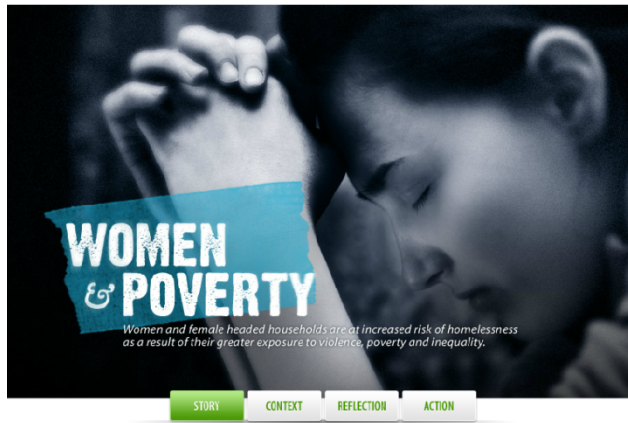 WOMEN
& POVERTY
Women and female headed households are at increased risk of homelessness
as a result of their greater exposure to violence, poverty and inequality.
STORY CONTEXT REFLECTION ACTION